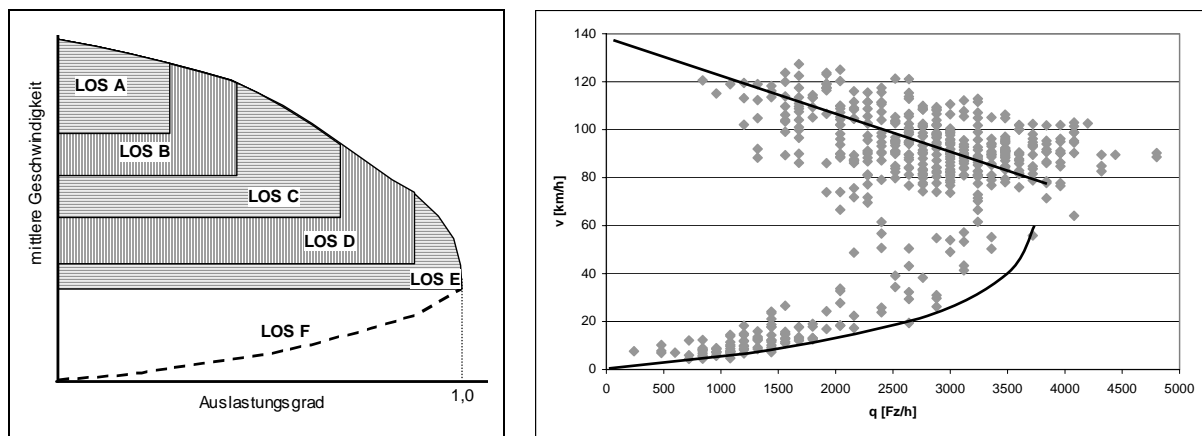 mittlere Geschwindigkeit
LOS A
LOS B
LOS C
LOS D
LOS E
LOS F
1,0
Auslastungsgrad
v [km/h]
140
120
100
80
60
40
20
0
0 500 1000 1500 2000 2500 3000 3500 4000 4500 5000
q [Fz/h]